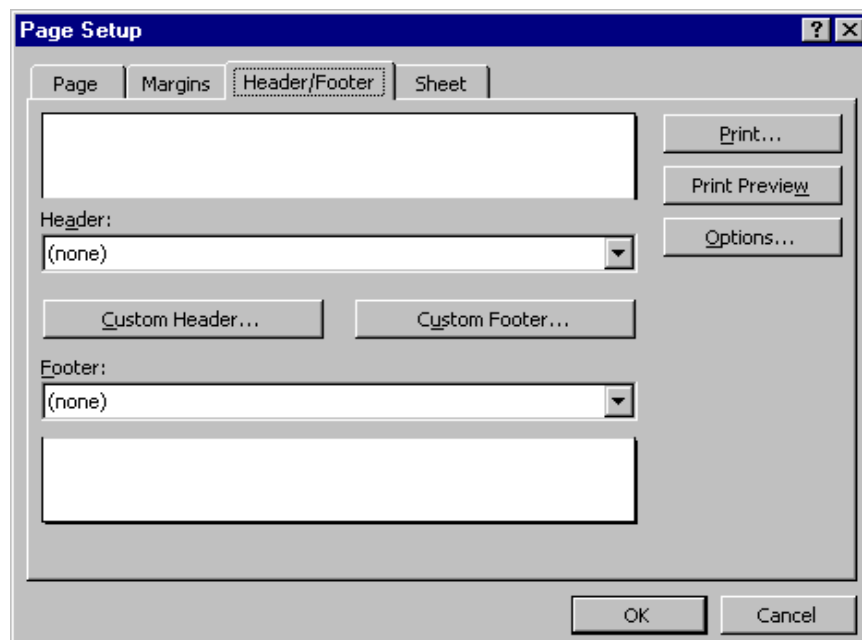 Page Setup
Page Margins Header/Footer Sheet
Print...
Print Preview
Header:
(none)
Options...
Custom Header... Custom Footer...
Footer:
(none)
OK Cancel